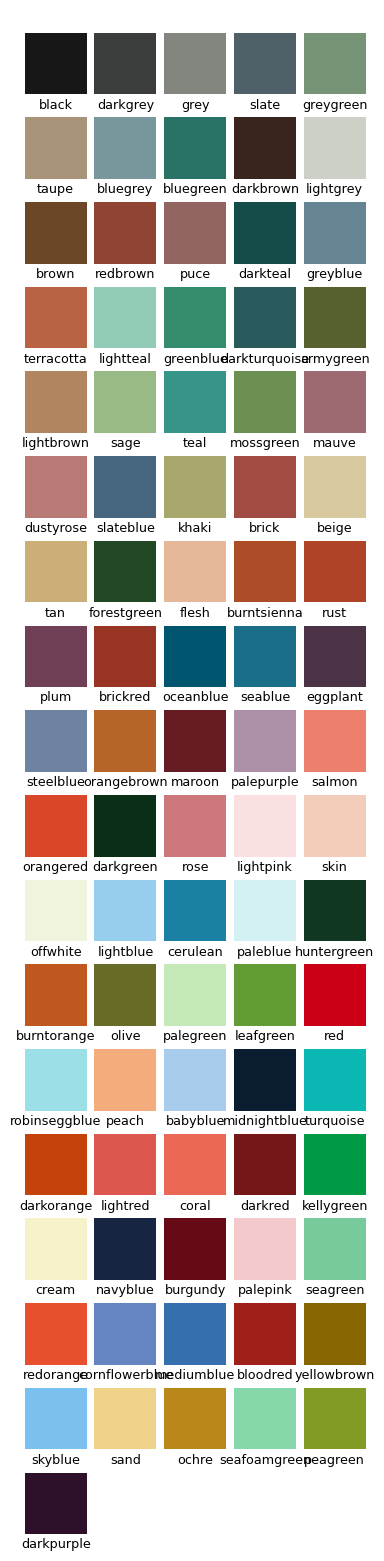 black darkgrey grey slate greygreen
taupe bluegrey bluegreen darkbrown lightgrey
brown redbrown puce darkteal greyblue
terracotta lightteal greenblue darkturquoise armygreen
lightbrown sage teal mossgreen mauve
dustyrose slateblue khaki brick beige
tan forestgreen flesh burntsienna rust
plum brickred oceanblue seablue eggplant
steelblue orangebrown maroon palepurple salmon
orangered darkgreen rose lightpink skin
offwhite lightblue cerulean paleblue huntergreen
burntorange olive palegreen leafgreen red
robinseggblue peach babyblue midnightblue turquoise
darkorange lightred coral darkred kellygreen
cream navyblue burgundy palepink seagreen
redorange cornflowerblue mediumblue bloodred yellowbrown
skyblue sand ochre seafoamgreen peagreen
darkpurple